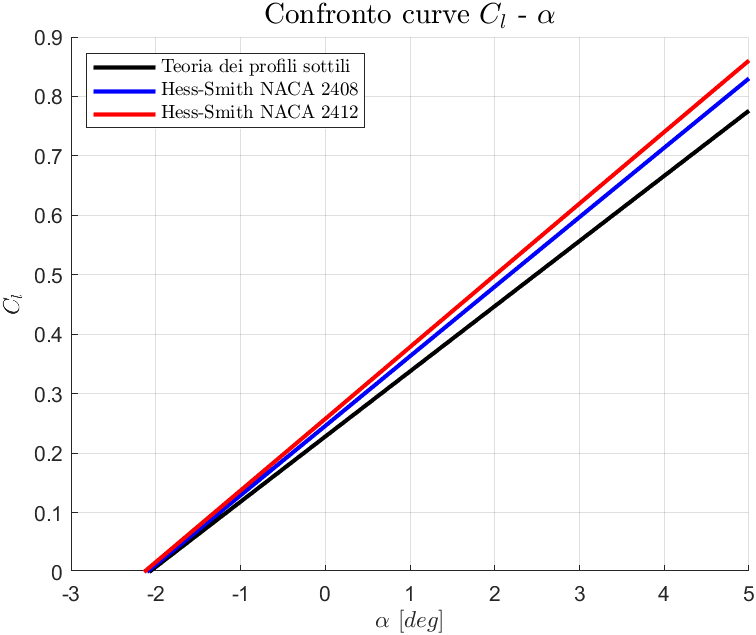 Confronto curve C_l - α
Teoria dei profili sottili
Hess-Smith NACA 2408
Hess-Smith NACA 2412
C_l
0.9
0.8
0.7
0.6
0.5
0.4
0.3
0.2
0.1
0
-3 -2 -1 0 1 2 3 4 5
α [deg]